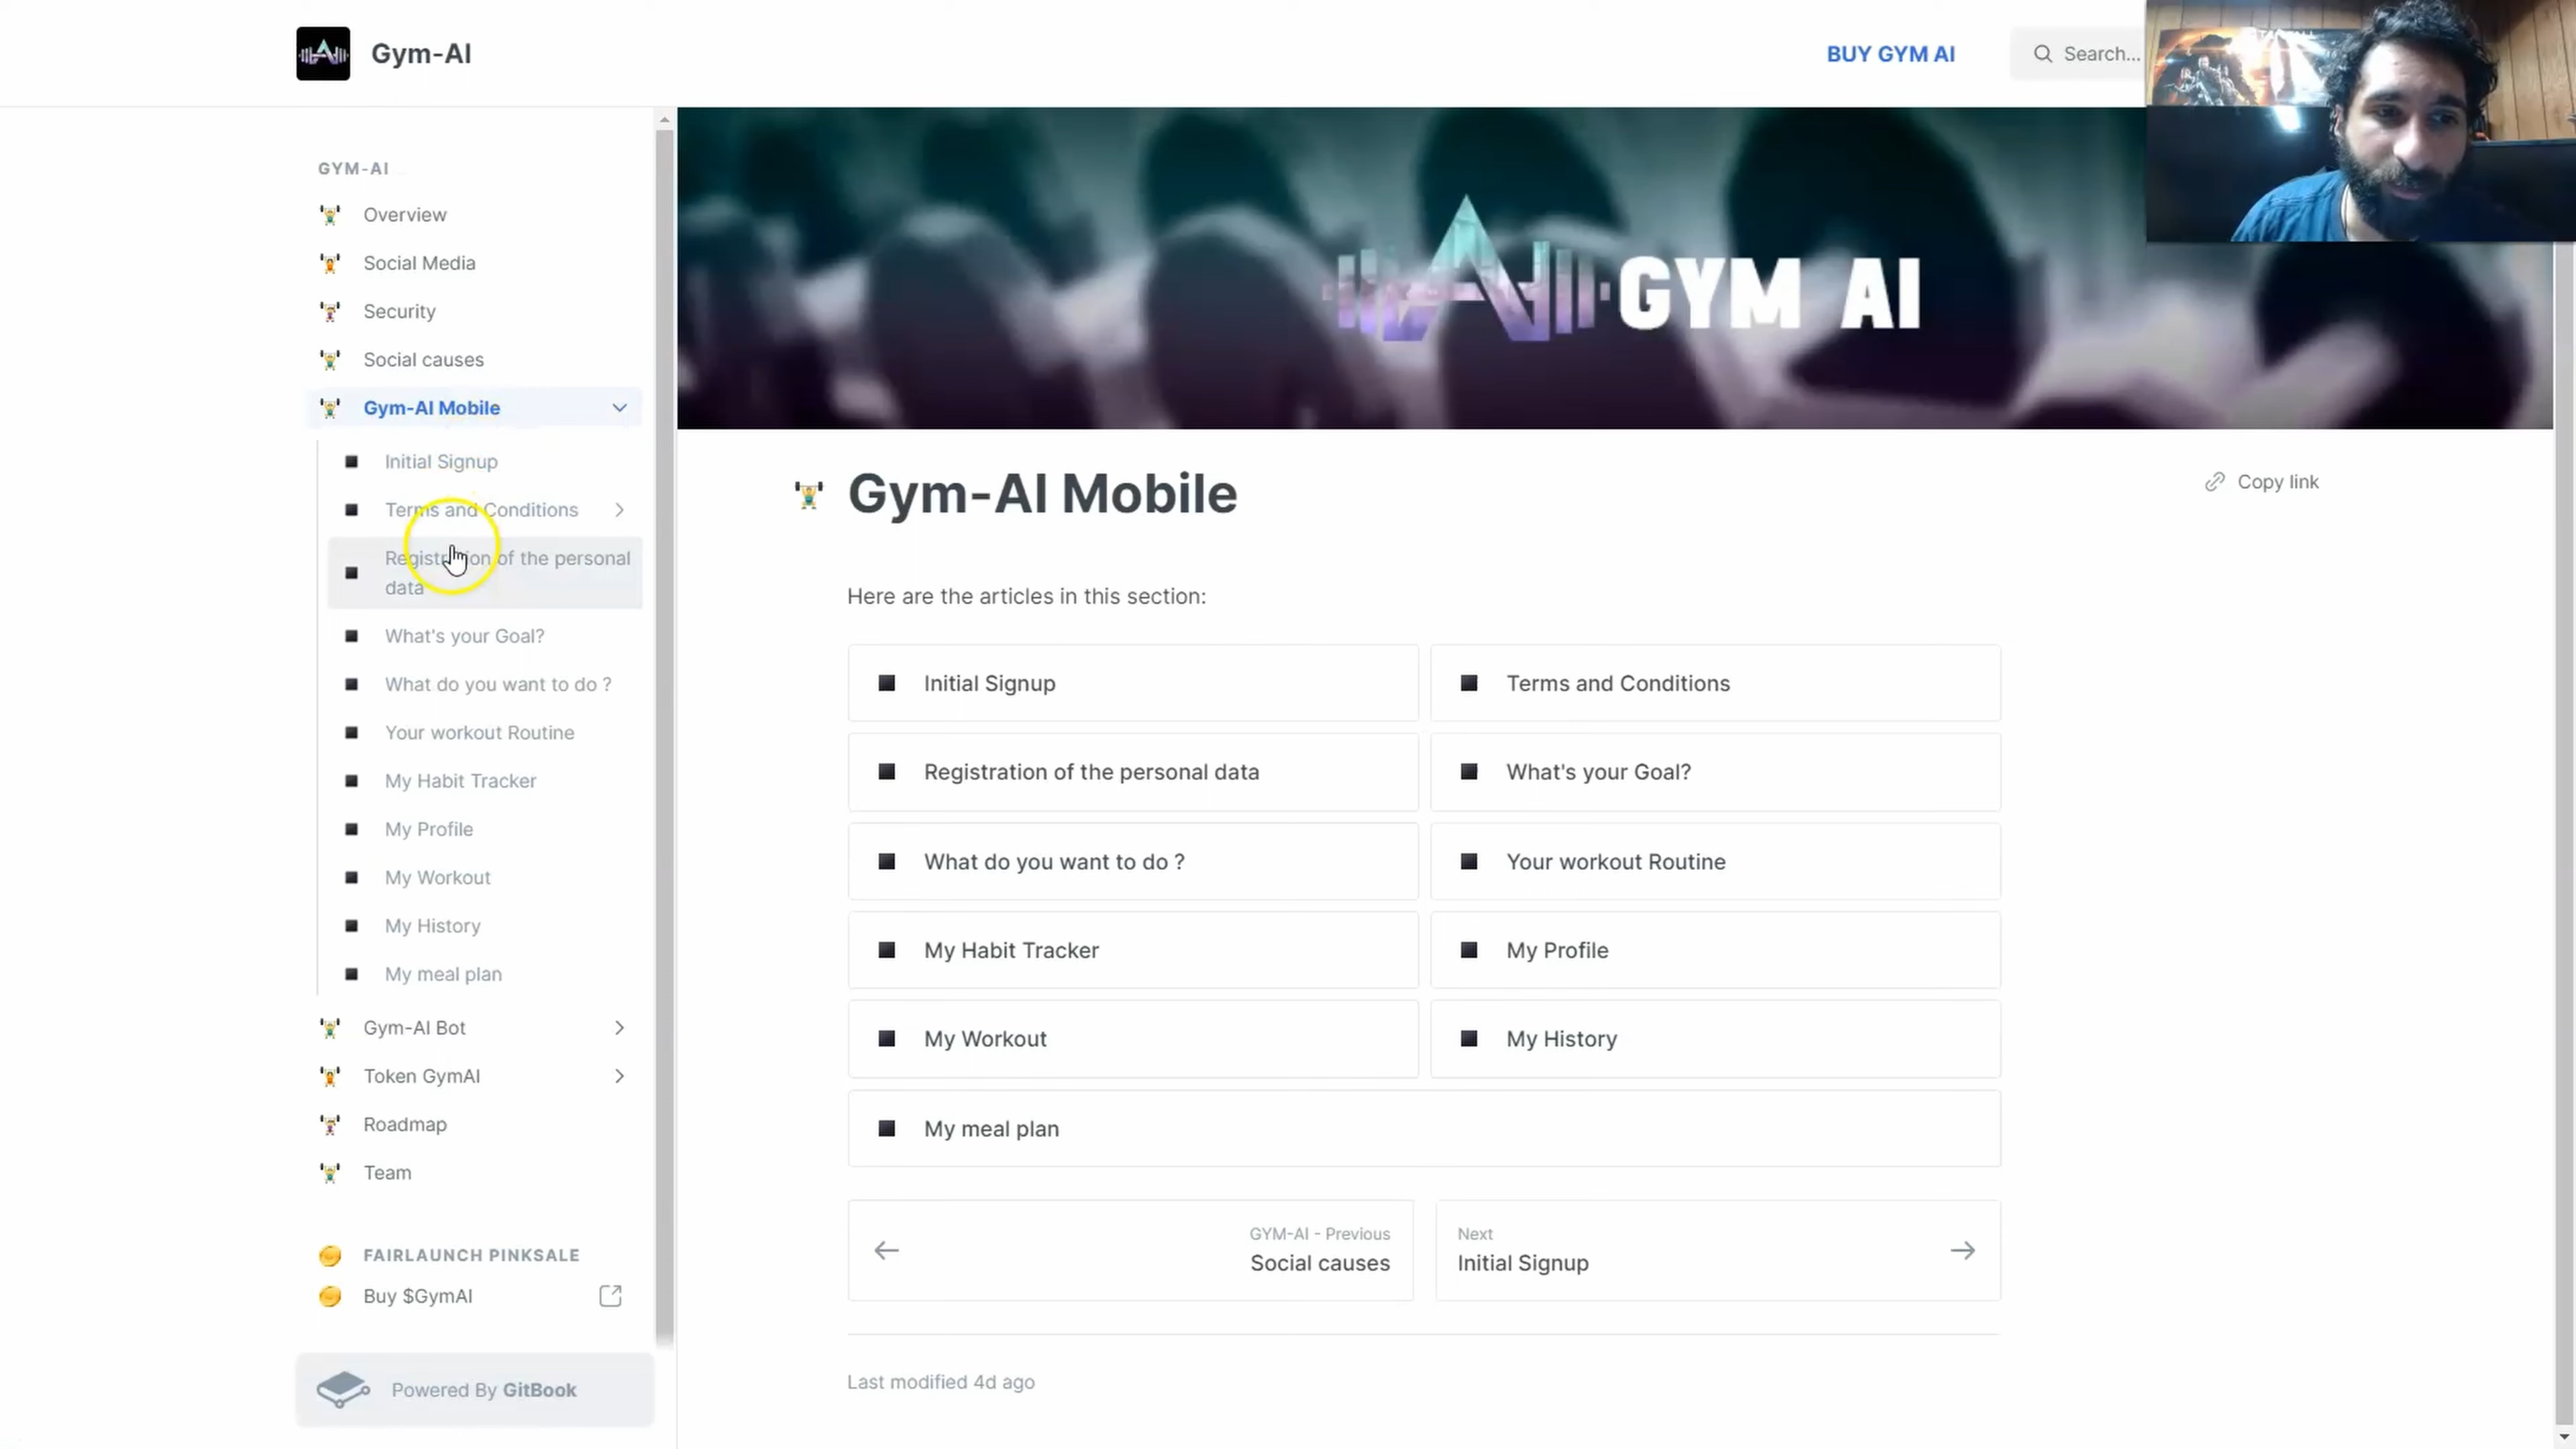 Gym-AI
BUY GYM AI
Search...
GYM-AI
Overview
Social Media
Security
Social causes
Gym-AI Mobile
Initial Signup
Terms and Conditions
Registration of the personal
data
What's your Goal?
What do you want to do ?
Your workout Routine
My Habit Tracker
My Profile
My Workout
My History
My meal plan
Gym-AI Bot
Token GymAI
Roadmap
Team
FAIRLAUNCH PINKSALE
Buy $GymAI
Powered By GitBook
GYM AI
Gym-AI Mobile
Copy link
Here are the articles in this section:
Initial Signup
Terms and Conditions
Registration of the personal data
What's your Goal?
What do you want to do ?
Your workout Routine
My Habit Tracker
My Profile
My Workout
My History
My meal plan
GYM-AI - Previous
Social causes
Next
Initial Signup
Last modified 4d ago